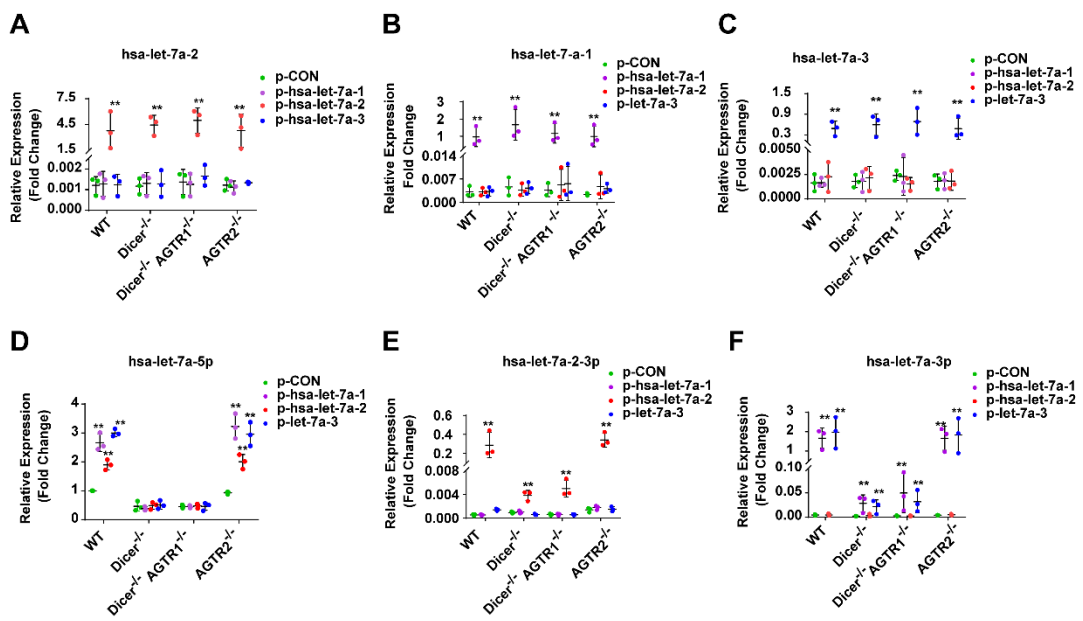 A
hsa-let-7a-2
p-CON
p-hsa-let-7a-1
p-hsa-let-7a-2
p-hsa-let-7a-3
Relative Expression
(Fold Change)
7.5
4.5
1.5
0.002
0.001
0.000
** ** ** **
WT
Dicer-/-
Dicer-/- AGTR1-/-
AGTR2-/-
B
hsa-let-7-a-1
p-CON
p-hsa-let-7a-1
p-hsa-let-7a-2
p-let-7a-3
Relative Expression
Fold Change)
4.5
3.0
1.5
0.0
0.014
0.007
0.000
** ** ** **
WT
Dicer-/-
Dicer-/- AGTR1-/-
AGTR2-/-
C
hsa-let-7a-3
p-CON
p-hsa-let-7a-1
p-hsa-let-7a-2
p-let-7a-3
Relative Expression
(Fold Change)
1.5
0.9
0.3
0.0050
0.0025
0.0000
** ** ** **
WT
Dicer-/-
Dicer-/- AGTR1-/-
AGTR2-/-
D
hsa-let-7a-5p
p-CON
p-hsa-let-7a-1
p-hsa-let-7a-2
p-let-7a-3
Relative Expression
(Fold Change)
4
3
2
1
0
** ** ** ** ** **
WT
Dicer-/-
Dicer-/- AGTR1-/-
AGTR2-/-
E
hsa-let-7a-2-3p
p-CON
p-hsa-let-7a-1
p-hsa-let-7a-2
p-let-7a-3
Relative Expression
(Fold Change)
0.6
0.4
0.2
0.008
0.004
0.000
** ** ** **
WT
Dicer-/-
Dicer-/- AGTR1-/-
AGTR2-/-
F
hsa-let-7a-3p
p-CON
p-hsa-let-7a-1
p-hsa-let-7a-2
p-let-7a-3
Relative Expression
(Fold Change)
3
2
1
0
0.10
0.05
0.00
** ** ** ** ** ** ** **
WT
Dicer-/-
Dicer-/- AGTR1-/-
AGTR2-/-